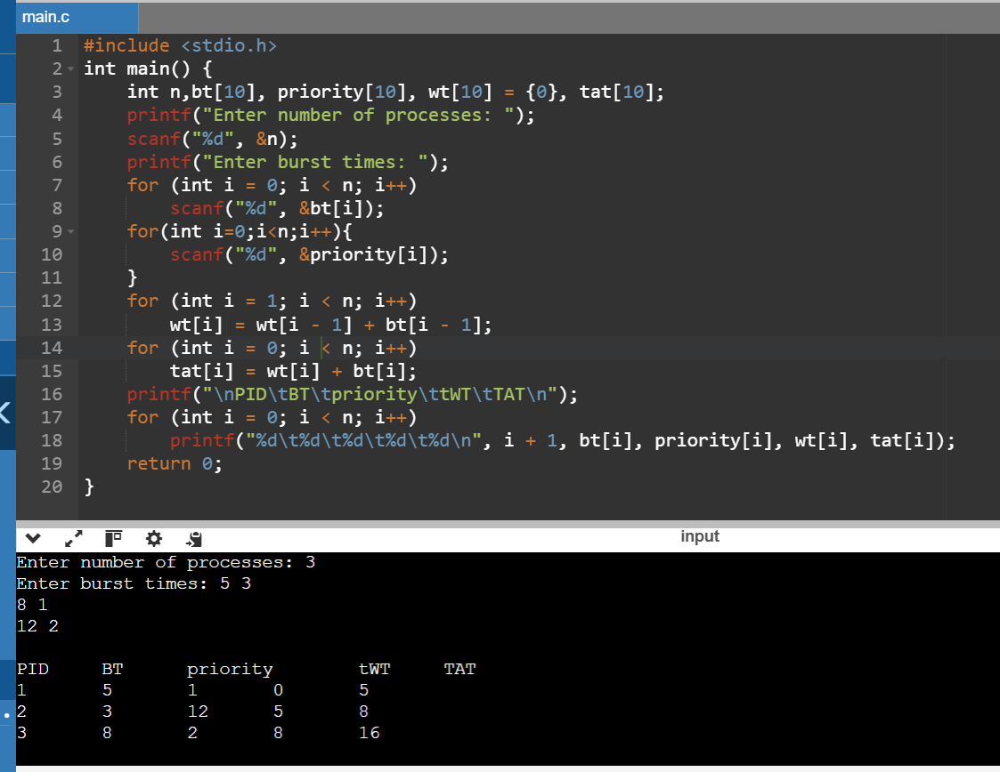 main.c
1 #include <stdio.h>
2 int main() {
3     int n,bt[10], priority[10], wt[10] = {0}, tat[10];
4     printf("Enter number of processes: ");
5     scanf("%d", &n);
6     printf("Enter burst times: ");
7     for (int i = 0; i < n; i++)
8         scanf("%d", &bt[i]);
9     for(int i=0;i<n;i++){
10         scanf("%d", &priority[i]);
11     }
12     for (int i = 1; i < n; i++)
13         wt[i] = wt[i - 1] + bt[i - 1];
14     for (int i = 0; i < n; i++)
15         tat[i] = wt[i] + bt[i];
16     printf("\nPID\tBT\tpriority\ttWT\tTAT\n");
17     for (int i = 0; i < n; i++)
18         printf("%d\t%d\t%d\t%d\t%d\n", i + 1, bt[i], priority[i], wt[i], tat[i]);
19     return 0;
20 }
input
Enter number of processes: 3
Enter burst times: 5 3
8 1
12 2
PID BT priority tWT TAT
1 5 1 0 5
2 3 12 5 8
3 8 2 8 16